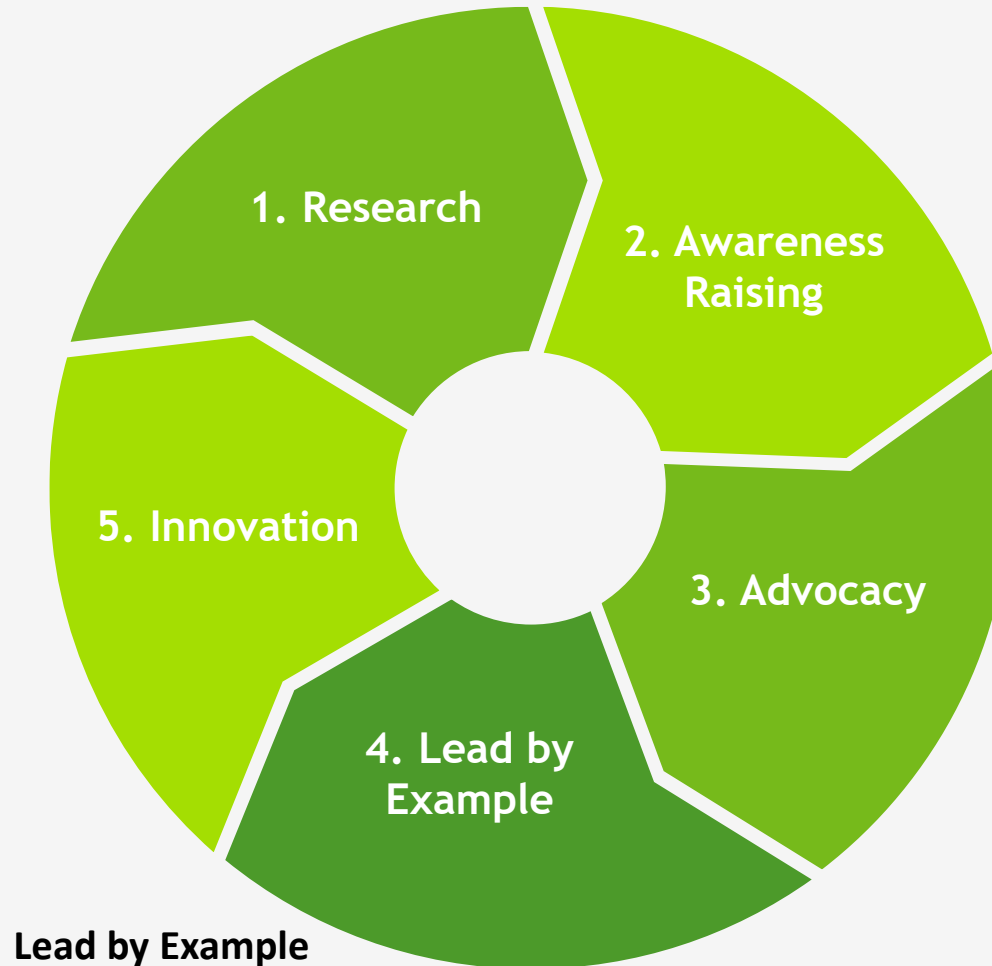 1. Research
2. Awareness
Raising
3. Advocacy
4. Lead by
Example
5. Innovation
Lead by Example